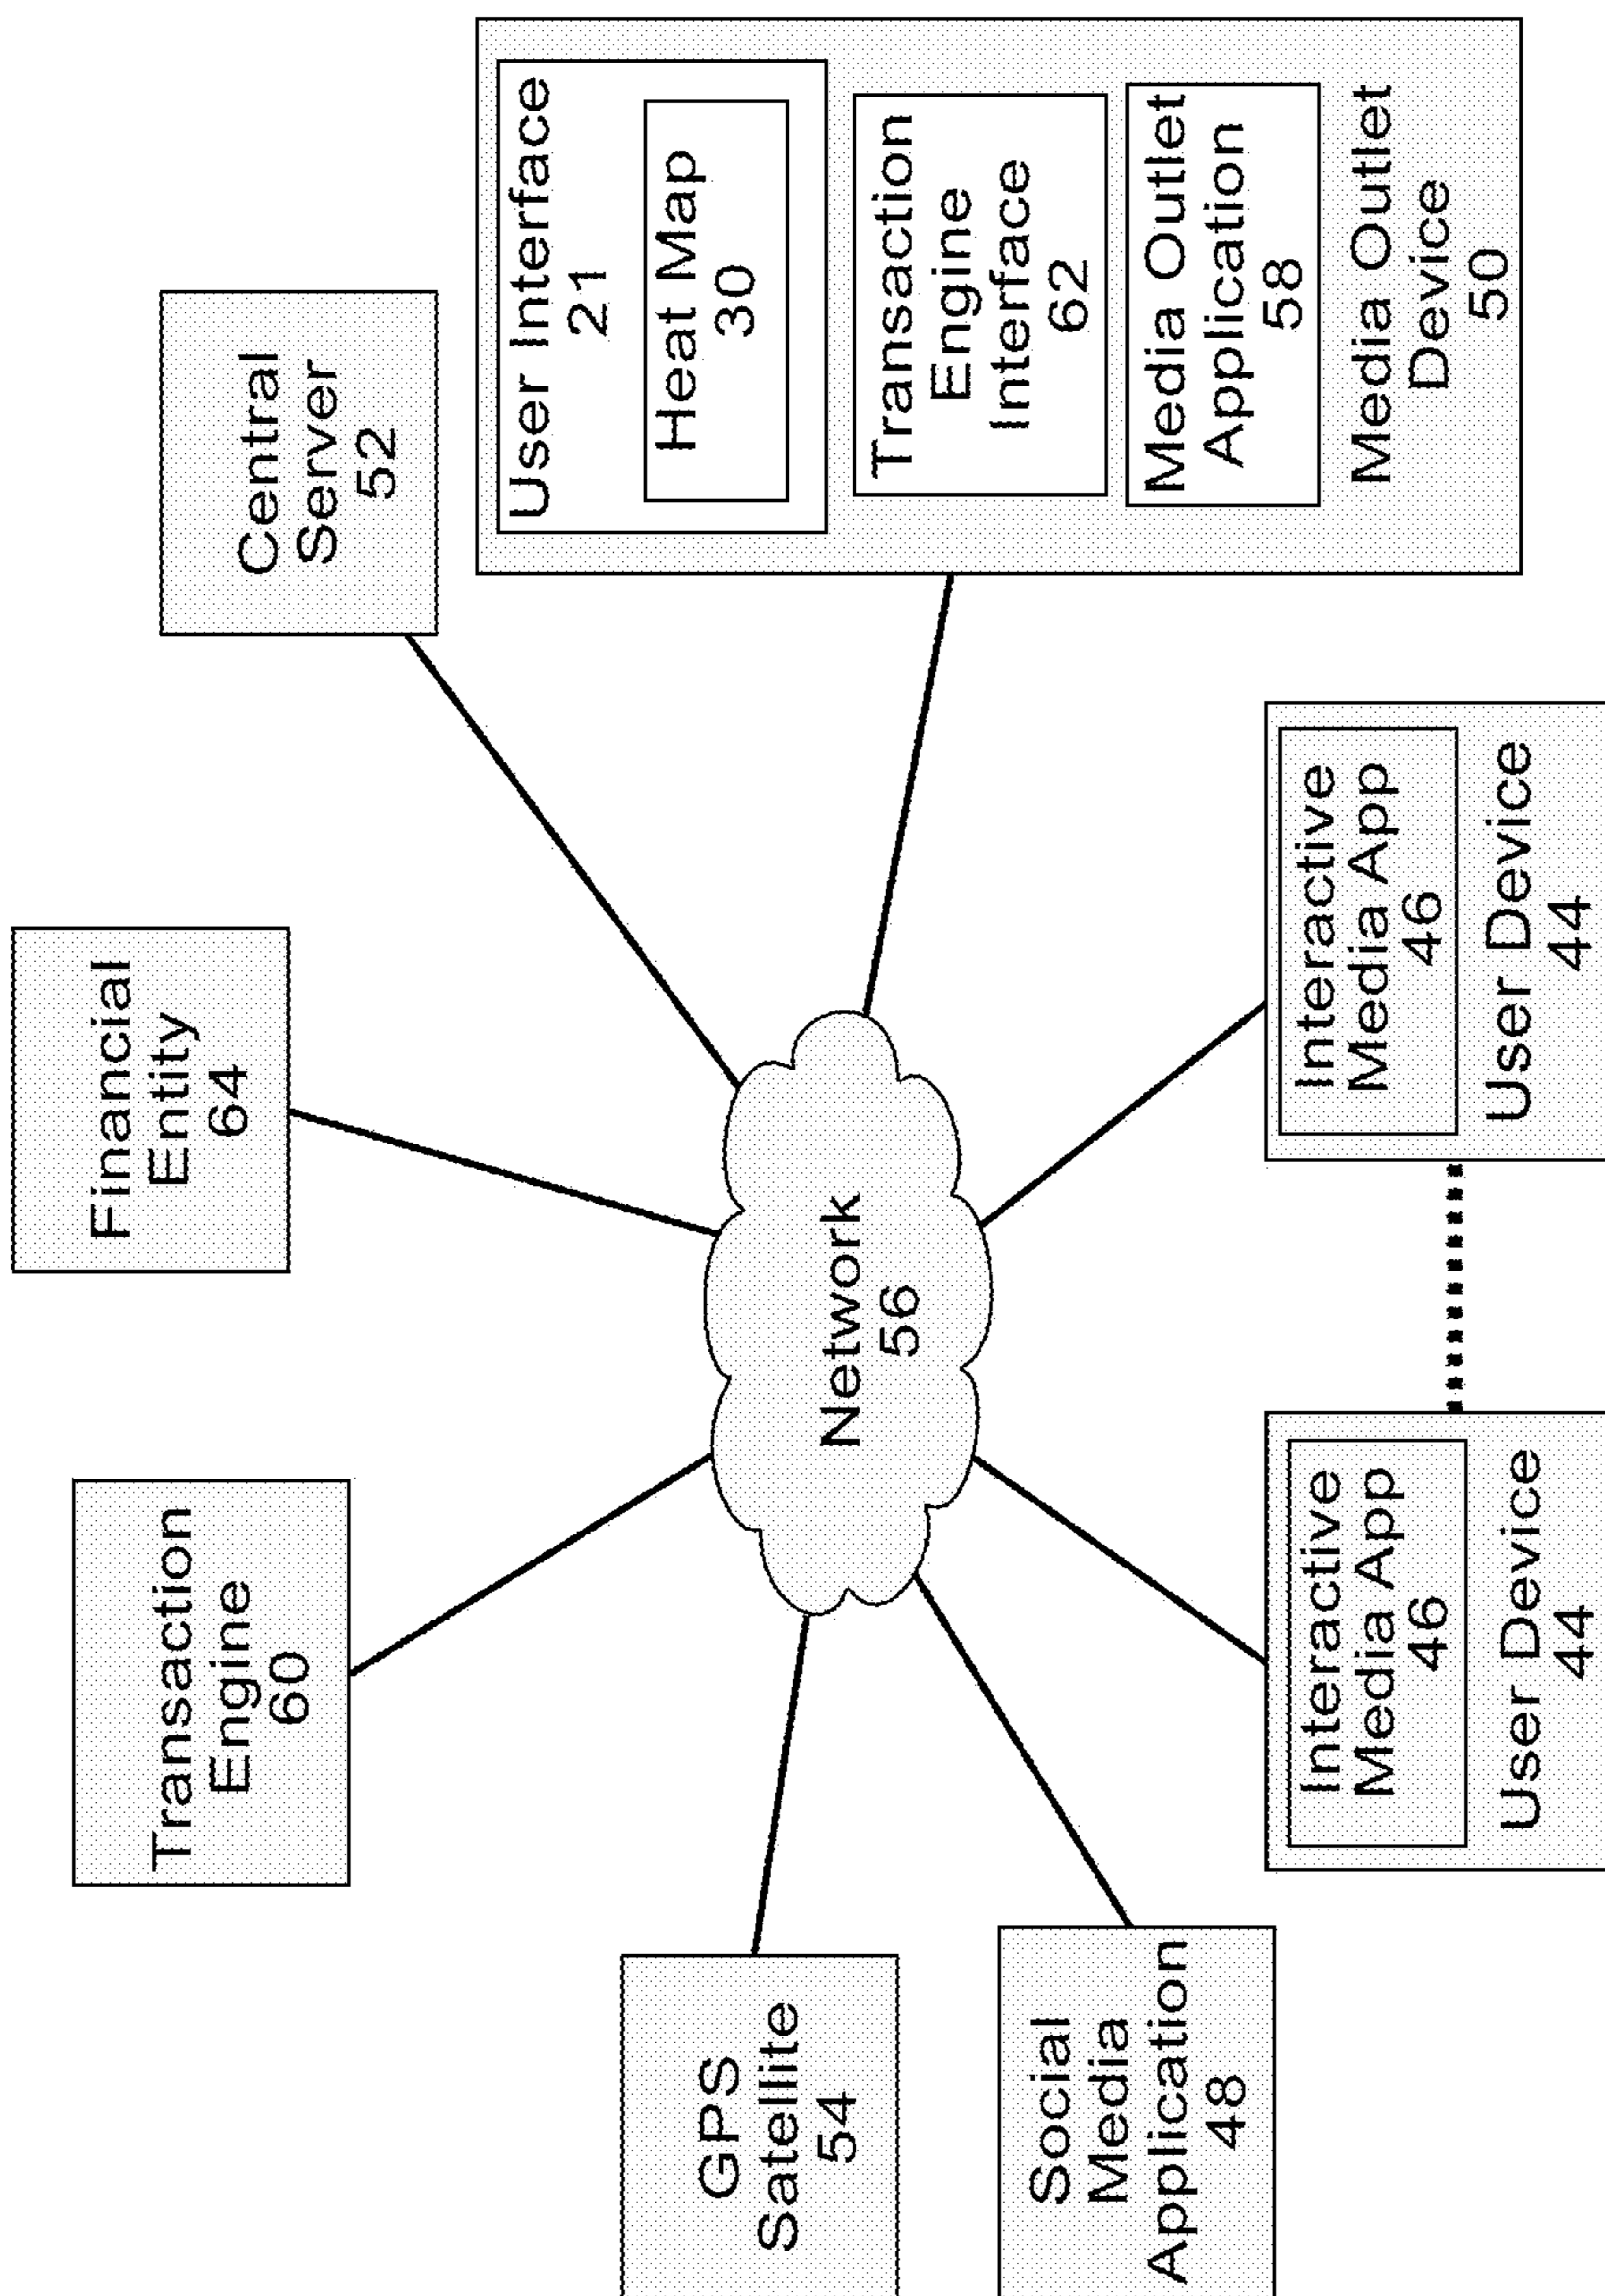 Financial
Entity
64
Transaction
Engine
60
Central
Server
52
GPS
Satellite
54
Network
56
User Interface
21
Heat Map
30
Transaction
Engine
Interface
62
Media Outlet
Application
58
Media Outlet
Device
50
Social
Media
Application
48
Interactive
Media App
46
User Device
44
Interactive
Media App
46
User Device
44